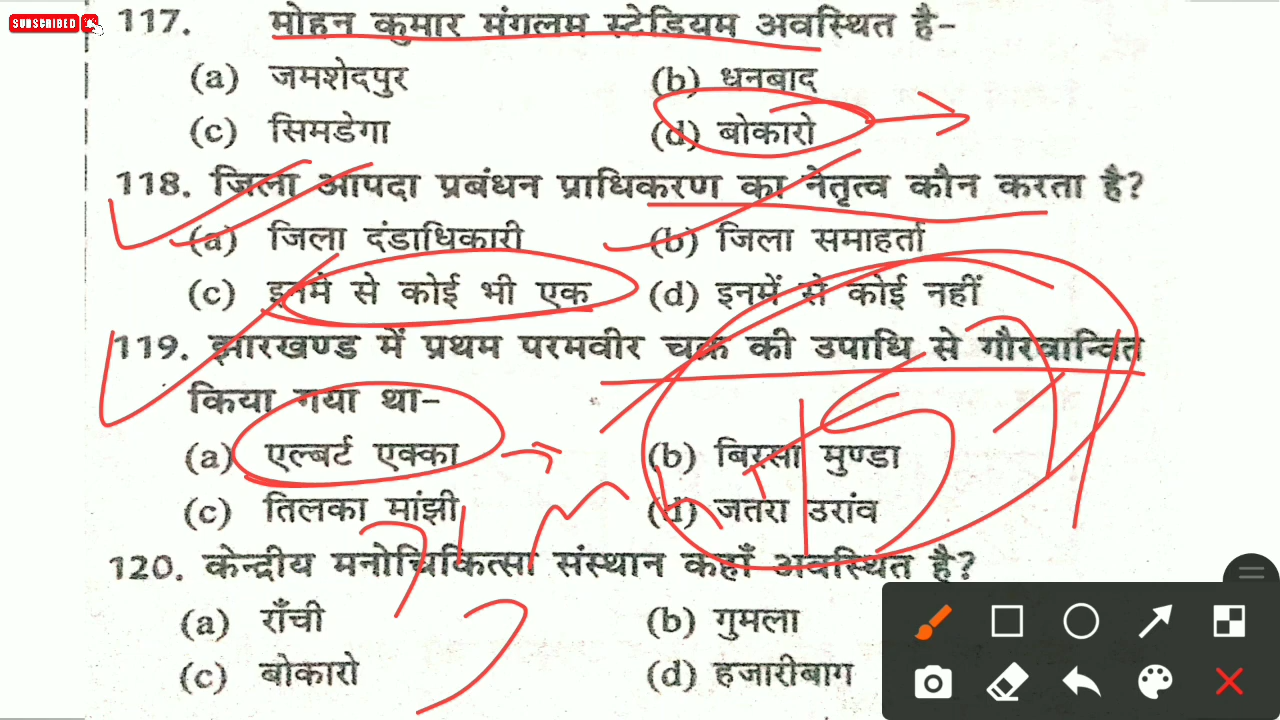 SUBSCRIBED
117. मोहन कुमार मंगलम स्टेडियम अवस्थित है-
(a) जमशेदपुर (b) धनबाद
(c) सिमडेगा (d) बोकारो
118. जिला आपदा प्रबंधन प्राधिकरण का नेतृत्व कौन करता है?
(a) जिला दंडाधिकारी (b) जिला समाहर्ता
(c) इनमें से कोई भी एक (d) इनमें से कोई नहीं
119. झारखण्ड में प्रथम परमवीर चक्र की उपाधि से गौरवान्वित
किया गया था-
(a) एल्बर्ट एक्का (b) बिरसा मुण्डा
(c) तिलका मांझी (d) जतरा उरांव
120. केन्द्रीय मनोचिकित्सा संस्थान कहाँ अवस्थित है?
(a) राँची (b) गुमला
(c) बोकारो (d) हजारीबाग